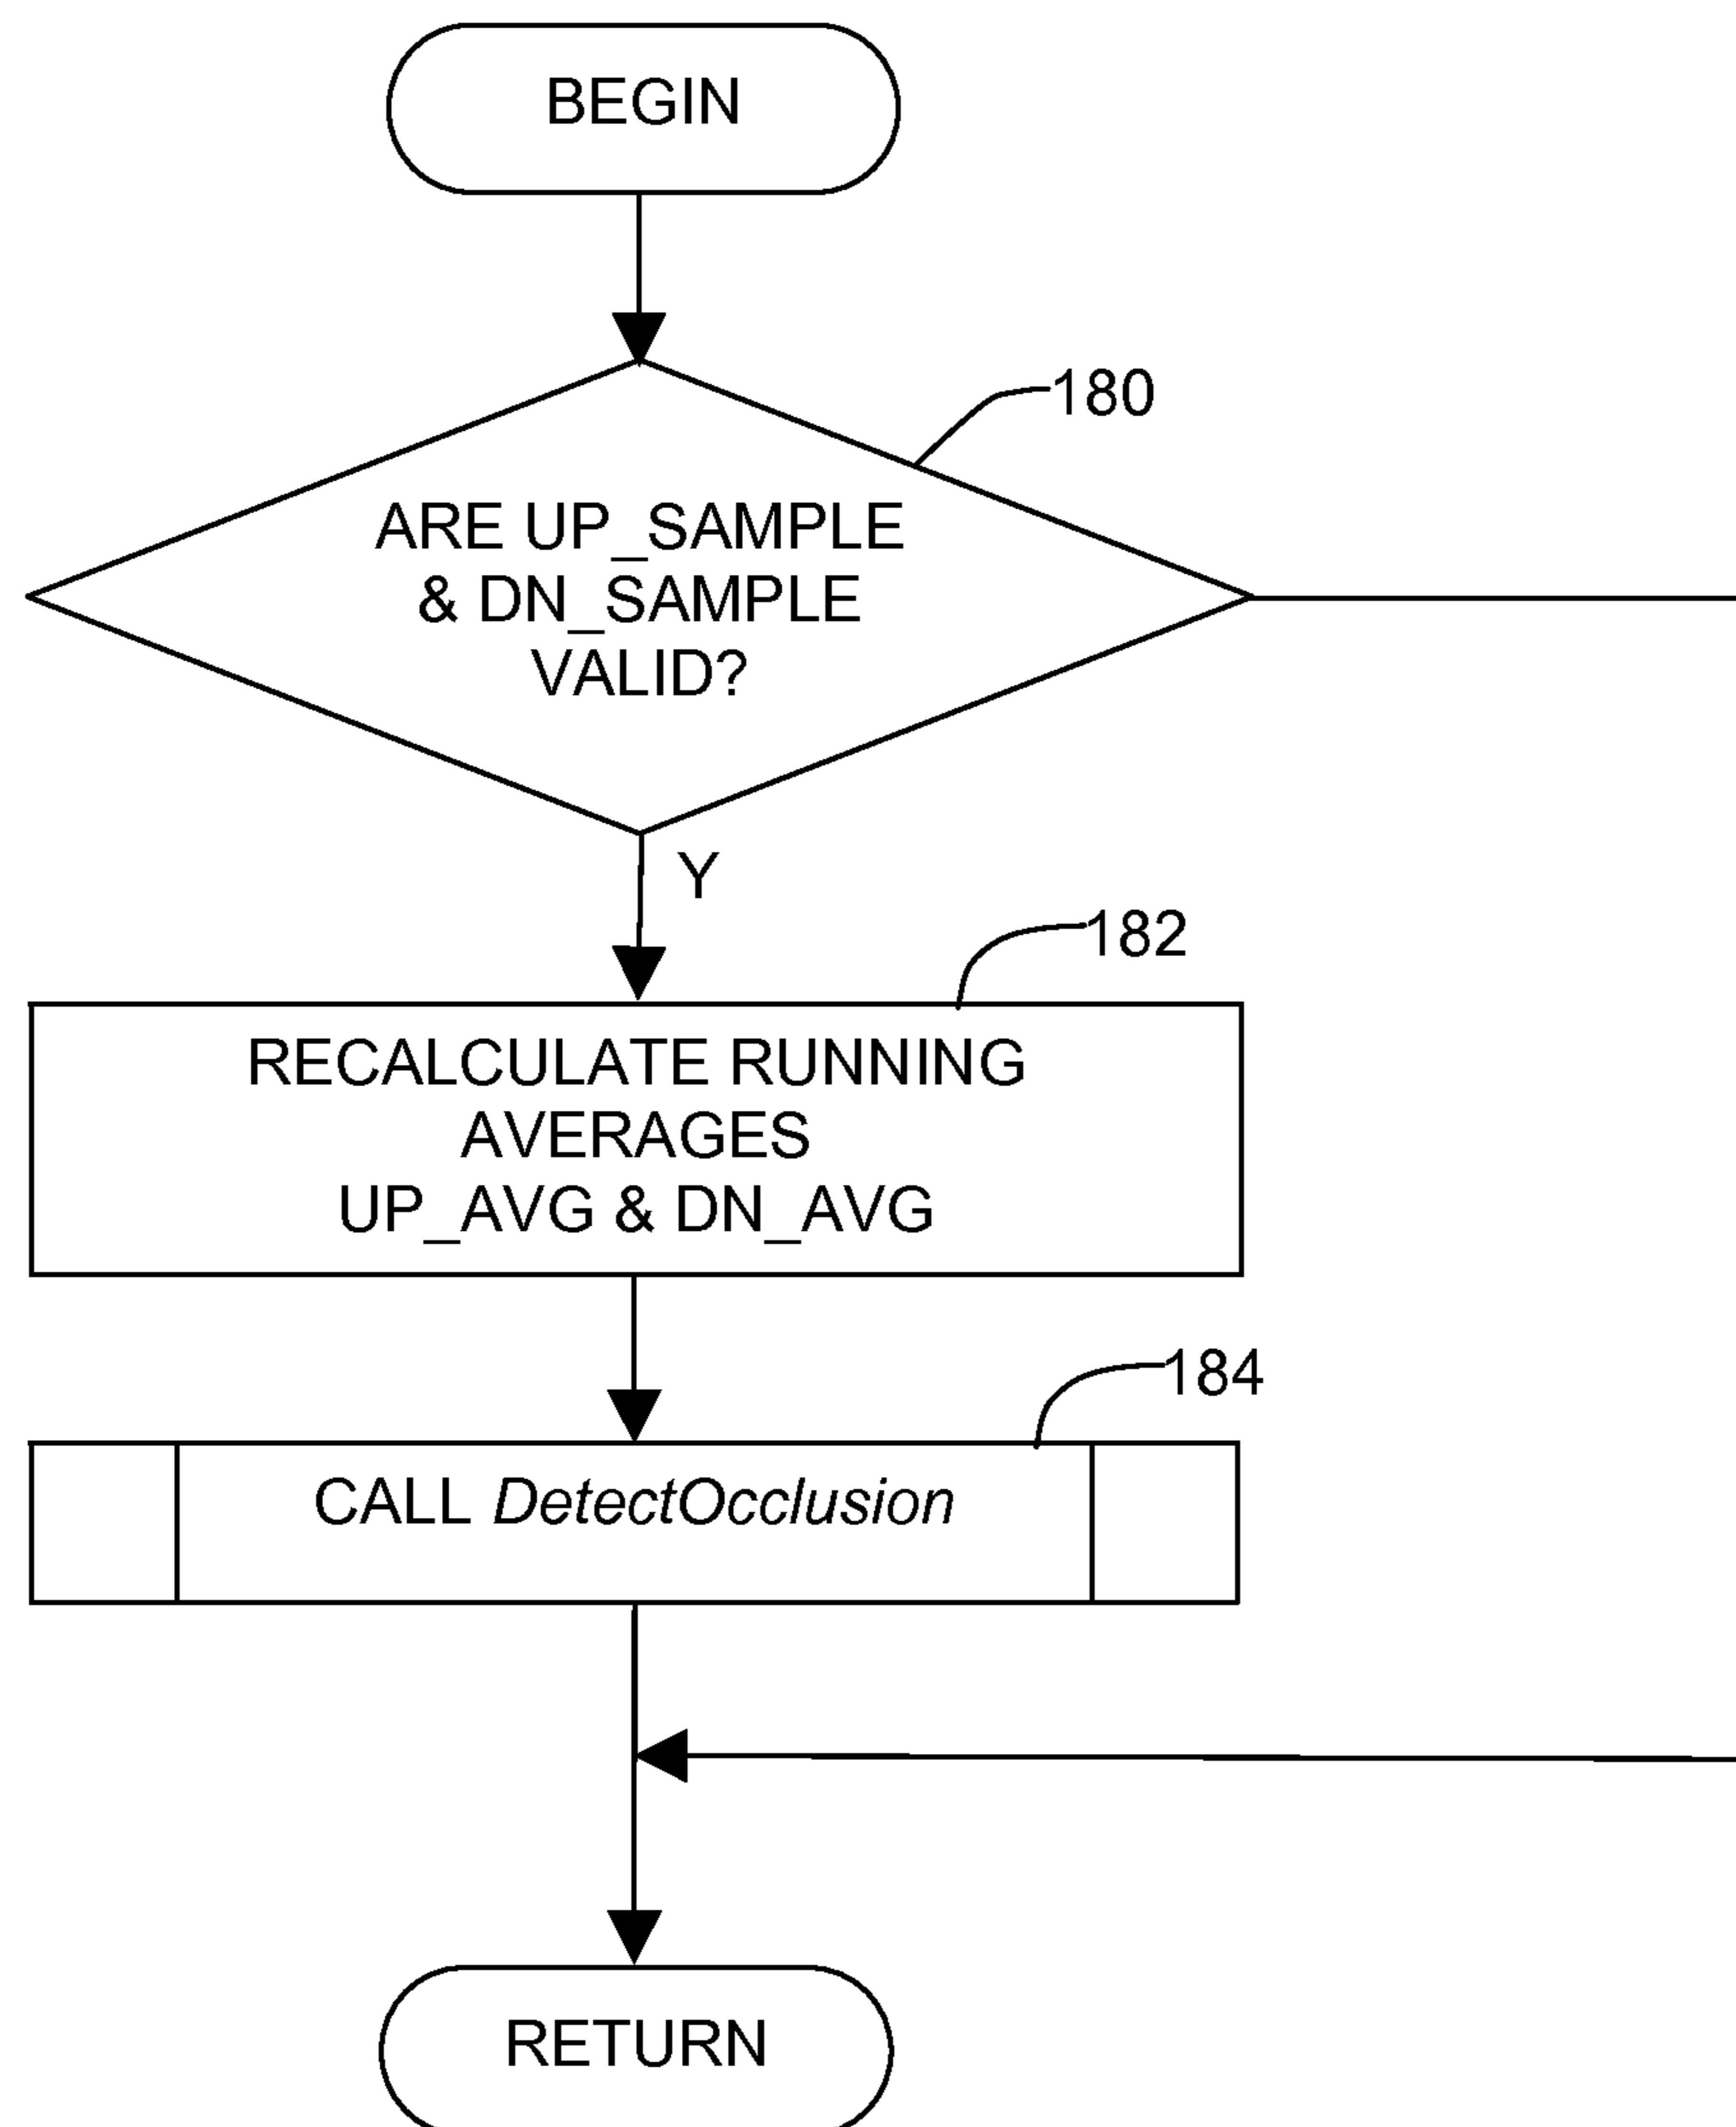 BEGIN
180
ARE UP_SAMPLE
& DN_SAMPLE
VALID?
Y
182
RECALCULATE RUNNING
AVERAGES
UP_AVG & DN_AVG
184
CALL DetectOcclusion
RETURN